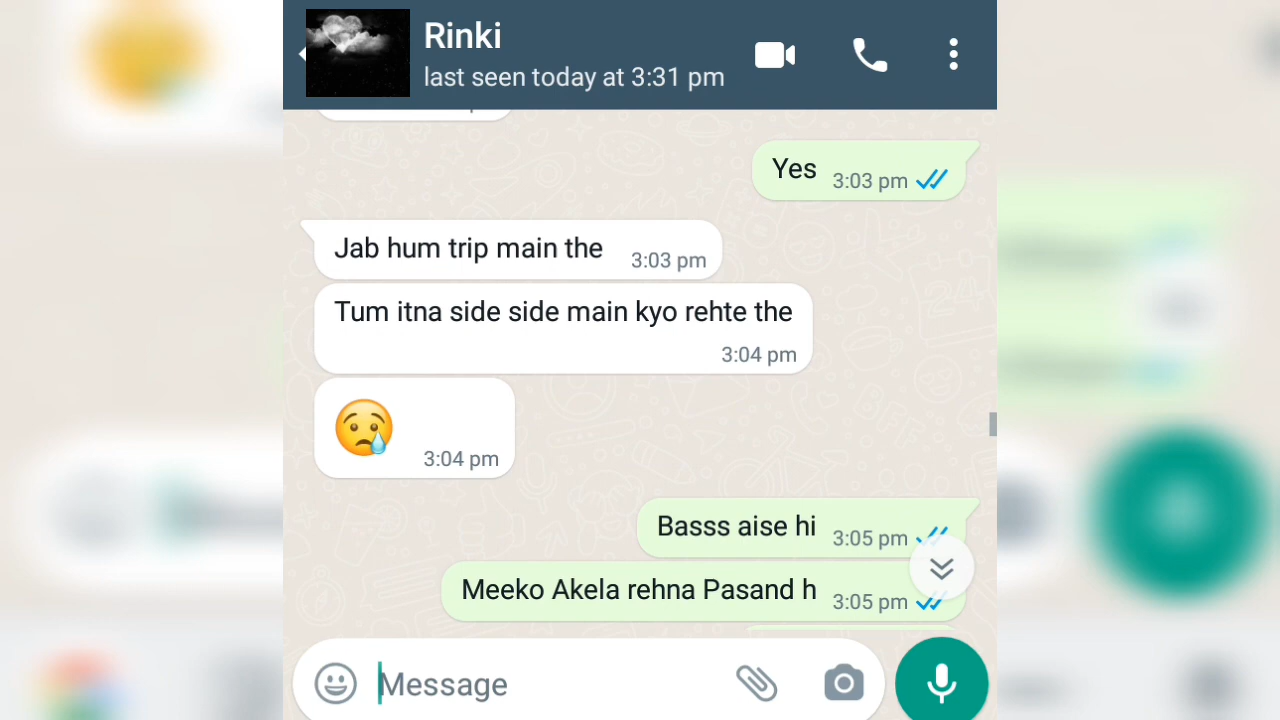 Rinki
last seen today at 3:31 pm
Yes 3:03 pm
Jab hum trip main the 3:03 pm
Tum itna side side main kyo rehte the
3:04 pm
3:04 pm
Basss aise hi 3:05 pm
Meeko Akela rehna Pasand h 3:05 pm
Message